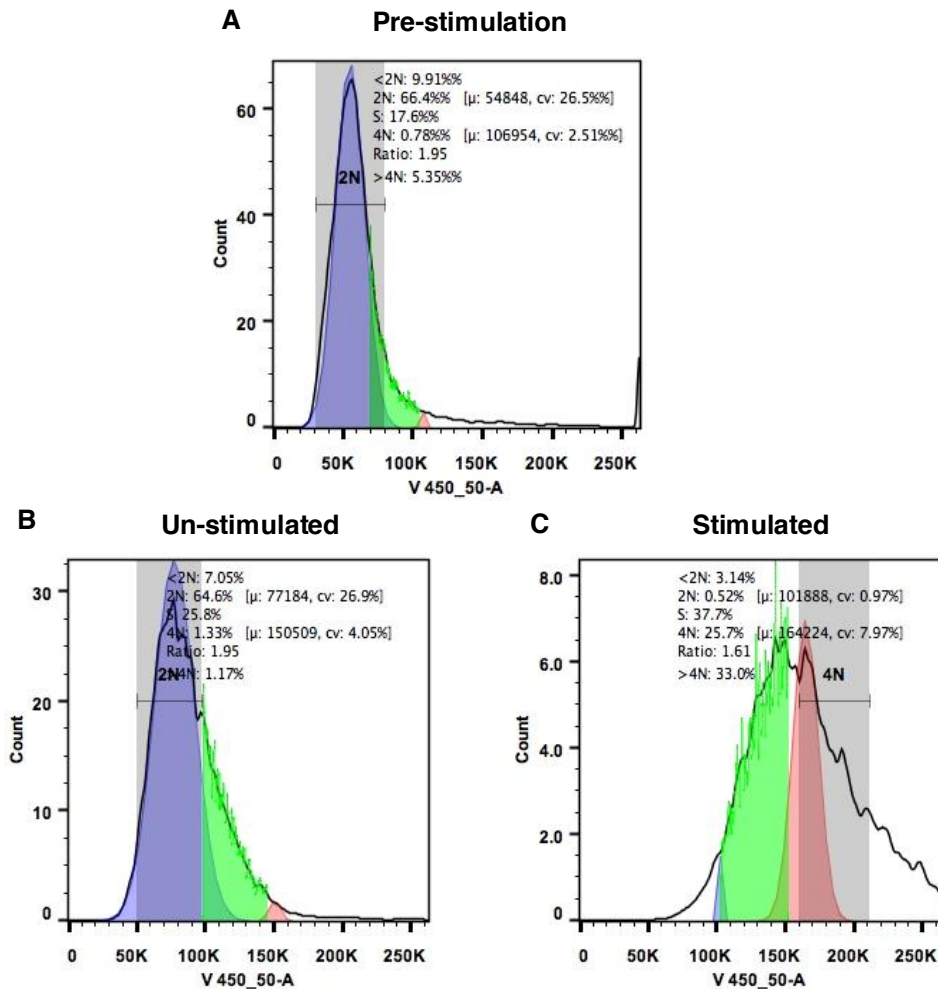 A
Pre-stimulation
<2N: 9.91%%
2N: 66.4%% [μ: 54848, cv: 26.5%%]
S: 17.6%%
4N: 0.78%% [μ: 106954, cv: 2.51%%]
Ratio: 1.95
>4N: 5.35%%
2N
60
40
20
0
Count
0 50K 100K 150K 200K 250K
V 450_50-A
B
Un-stimulated
<2N: 7.05%
2N: 64.6% [μ: 77184, cv: 26.9%]
S: 25.8%
4N: 1.33% [μ: 150509, cv: 4.05%]
Ratio: 1.95
>4N: 1.17%
2N
30
20
10
0
Count
0 50K 100K 150K 200K 250K
V 450_50-A
C
Stimulated
<2N: 3.14%
2N: 0.52% [μ: 101888, cv: 0.97%]
S: 37.7%
4N: 25.7% [μ: 164224, cv: 7.97%]
Ratio: 1.61
>4N: 33.0%
4N
8.0
6.0
4.0
2.0
0
Count
0 50K 100K 150K 200K 250K
V 450_50-A